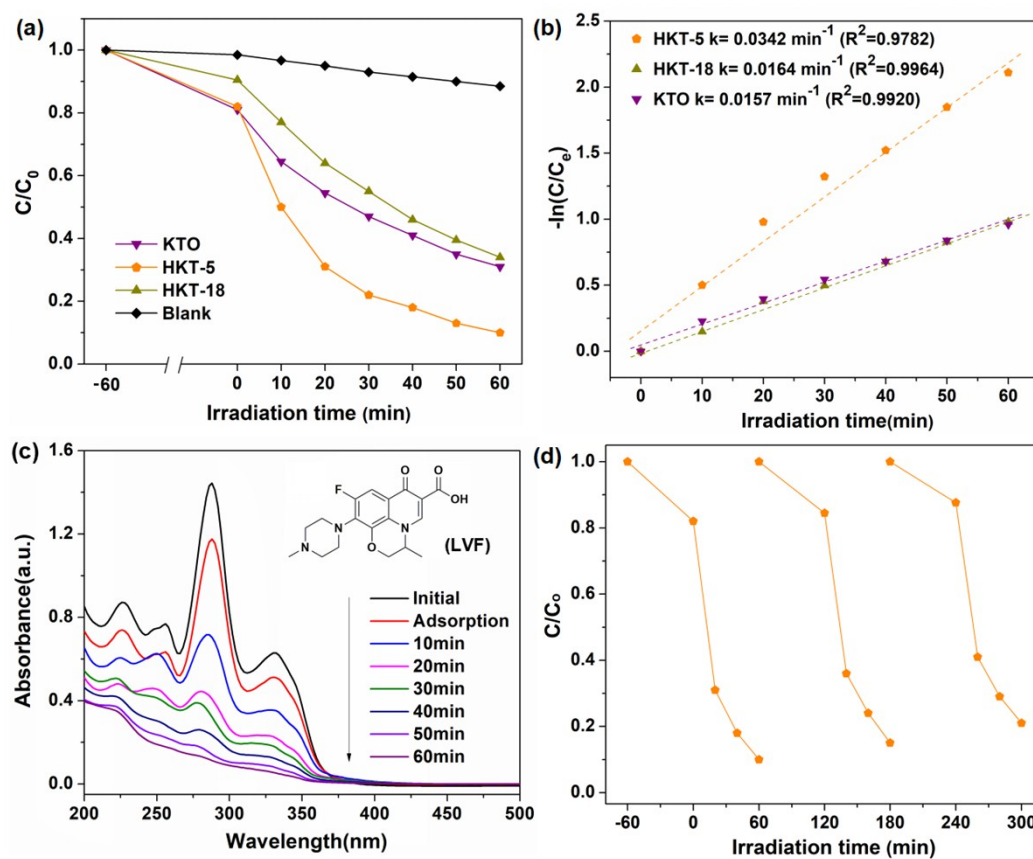 (a)
1.0
0.8
0.6
0.4
0.2
0.0
C/C₀
KTO
HKT-5
HKT-18
Blank
-60 0 10 20 30 40 50 60
Irradiation time (min)
(b)
HKT-5 k= 0.0342 min⁻¹ (R²=0.9782)
HKT-18 k= 0.0164 min⁻¹ (R²=0.9964)
KTO k= 0.0157 min⁻¹ (R²=0.9920)
2.5
2.0
1.5
1.0
0.5
0.0
-ln(C/Cₑ)
0 10 20 30 40 50 60
Irradiation time(min)
(c)
1.6
1.2
0.8
0.4
0.0
Absorbance(a.u.)
O O
F OH
N N
N O
(LVF)
Initial
Adsorption
10min
20min
30min
40min
50min
60min
200 250 300 350 400 450 500
Wavelength(nm)
(d)
1.0
0.8
0.6
0.4
0.2
0.0
C/Cₒ
-60 0 60 120 180 240 300
Irradiation time (min)